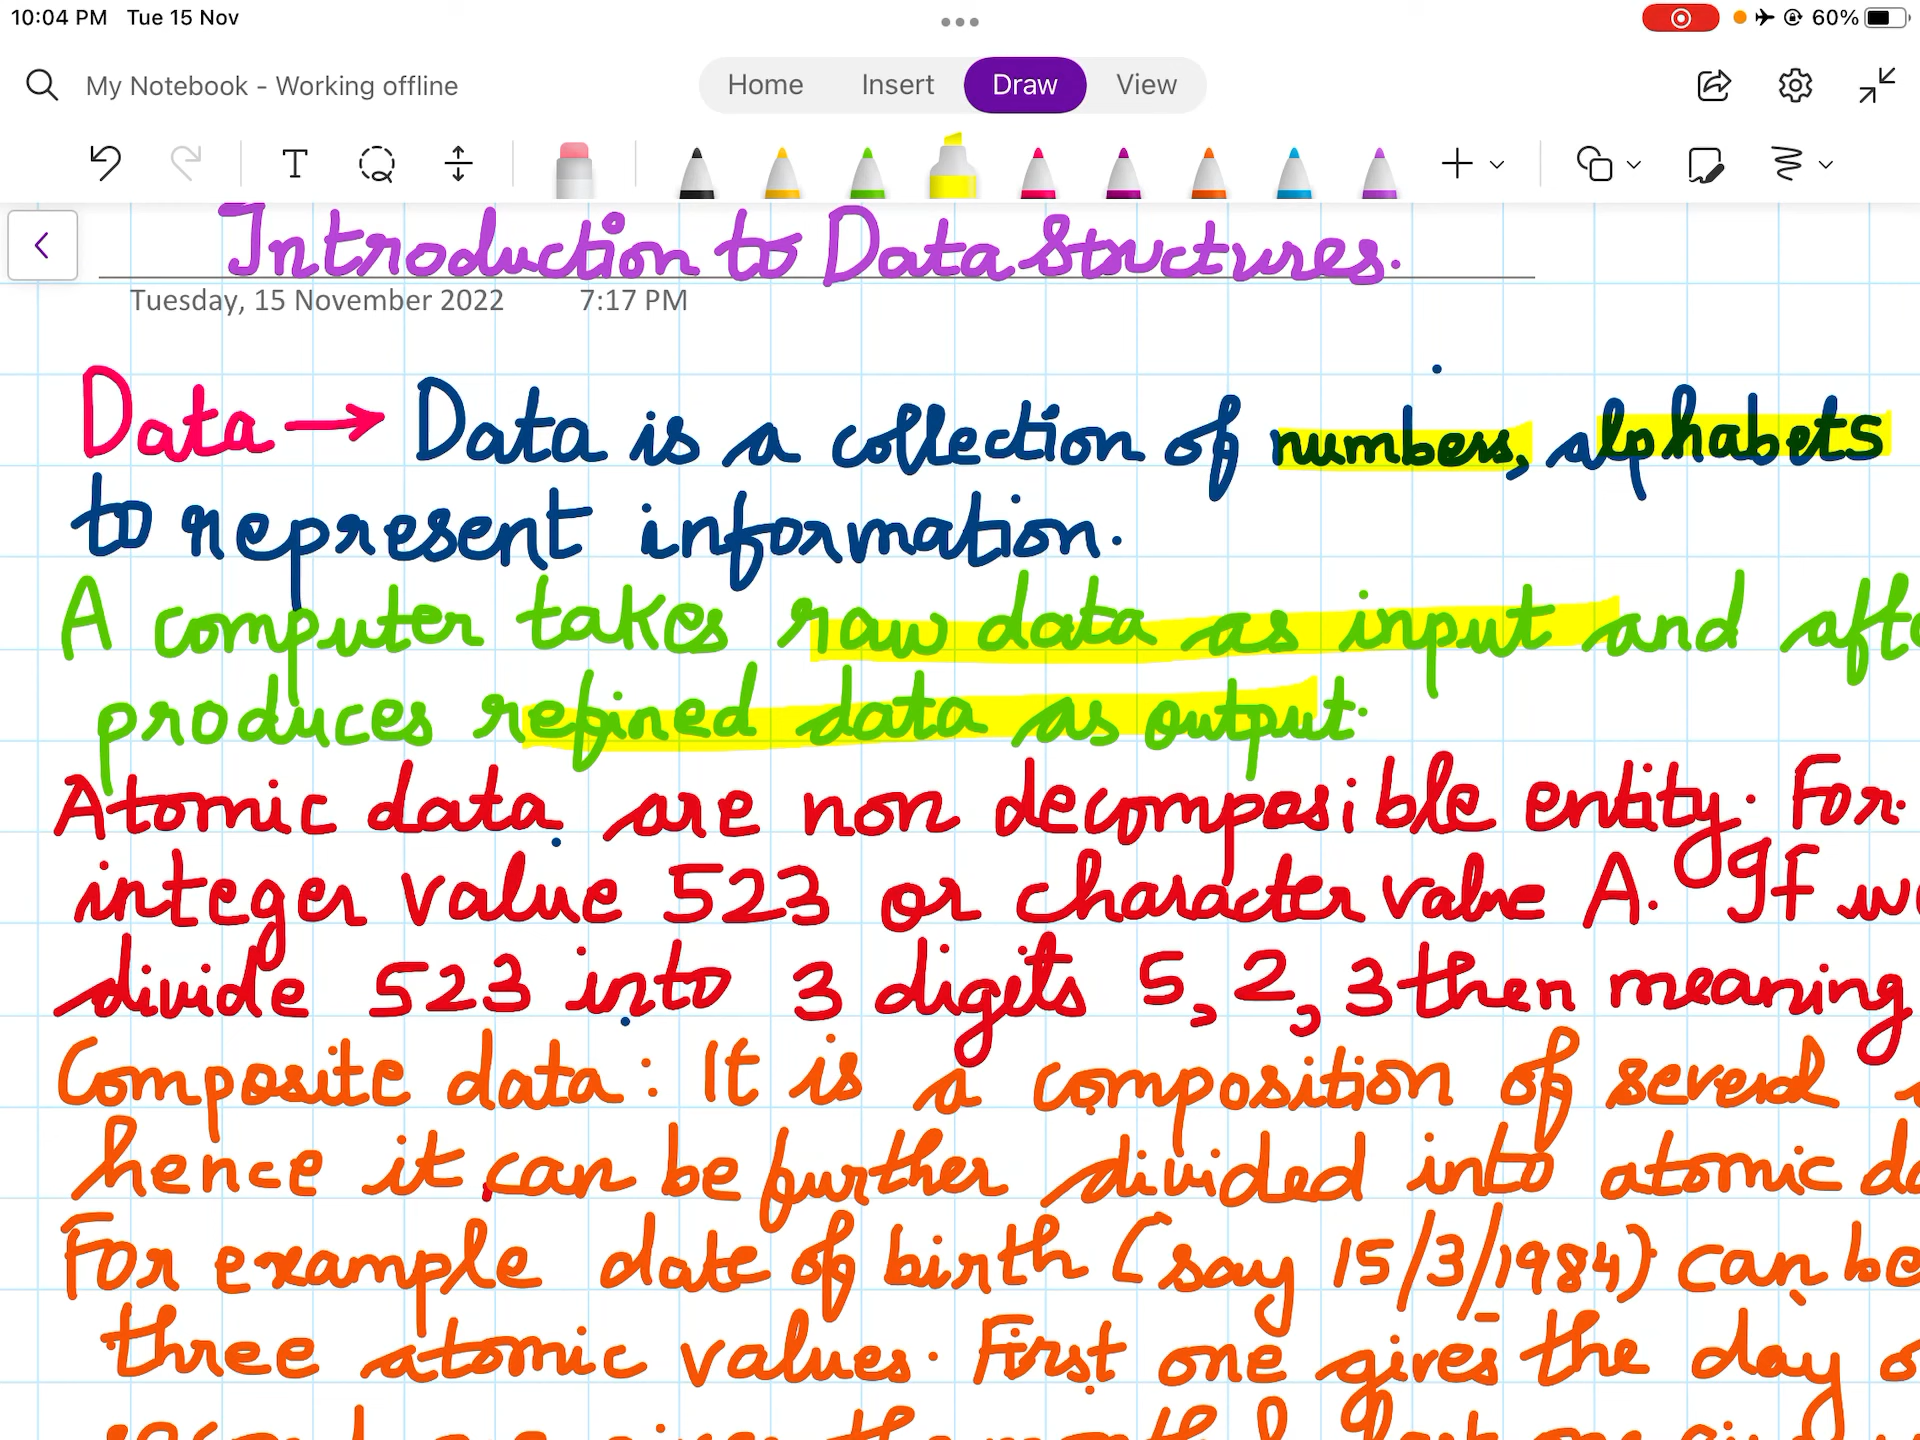 10:04 PM Tue 15 Nov
60%
My Notebook - Working offline
Home Insert Draw View
T
Introduction to Data Structures.
Tuesday, 15 November 2022 7:17 PM
Data → Data is a collection of numbers, alphabets
to represent information.
A computer takes raw data as input and afte
produces refined data as output.
Atomic data are non decomposible entity. For
integer value 523 or character value A. If we
divide 523 into 3 digits 5, 2, 3 then meaning
Composite data: It is a composition of several
hence it can be further divided into atomic da
For example date of birth (say 15/3/1984) can be
three atomic values. First one gives the day o